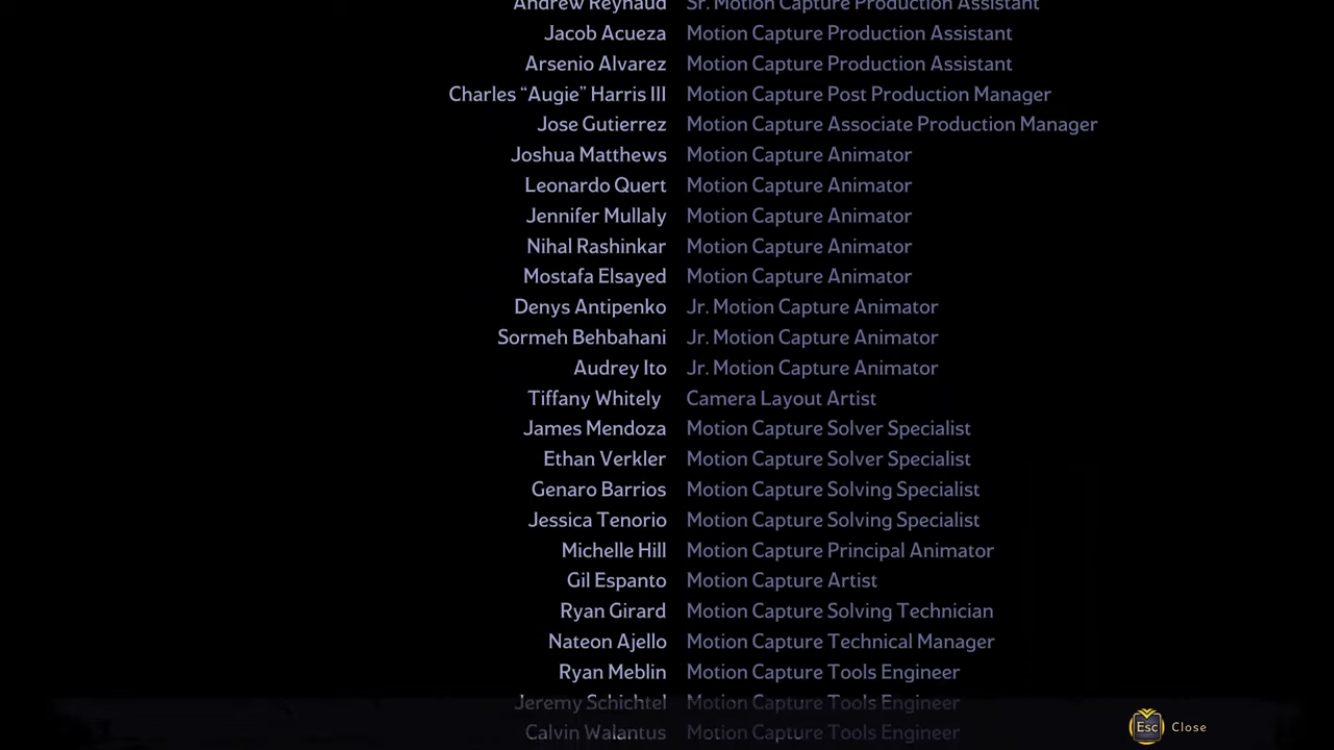 Andrew Reynaud Sr. Motion Capture Production Assistant
Jacob Acueza Motion Capture Production Assistant
Arsenio Alvarez Motion Capture Production Assistant
Charles “Augie” Harris III Motion Capture Post Production Manager
Jose Gutierrez Motion Capture Associate Production Manager
Joshua Matthews Motion Capture Animator
Leonardo Quert Motion Capture Animator
Jennifer Mullaly Motion Capture Animator
Nihal Rashinkar Motion Capture Animator
Mostafa Elsayed Motion Capture Animator
Denys Antipenko Jr. Motion Capture Animator
Sormeh Behbahani Jr. Motion Capture Animator
Audrey Ito Jr. Motion Capture Animator
Tiffany Whitely Camera Layout Artist
James Mendoza Motion Capture Solver Specialist
Ethan Verkler Motion Capture Solver Specialist
Genaro Barrios Motion Capture Solving Specialist
Jessica Tenorio Motion Capture Solving Specialist
Michelle Hill Motion Capture Principal Animator
Gil Espanto Motion Capture Artist
Ryan Girard Motion Capture Solving Technician
Nateon Ajello Motion Capture Technical Manager
Ryan Meblin Motion Capture Tools Engineer
Jeremy Schichtel Motion Capture Tools Engineer
Calvin Walantus Motion Capture Tools Engineer
Esc Close